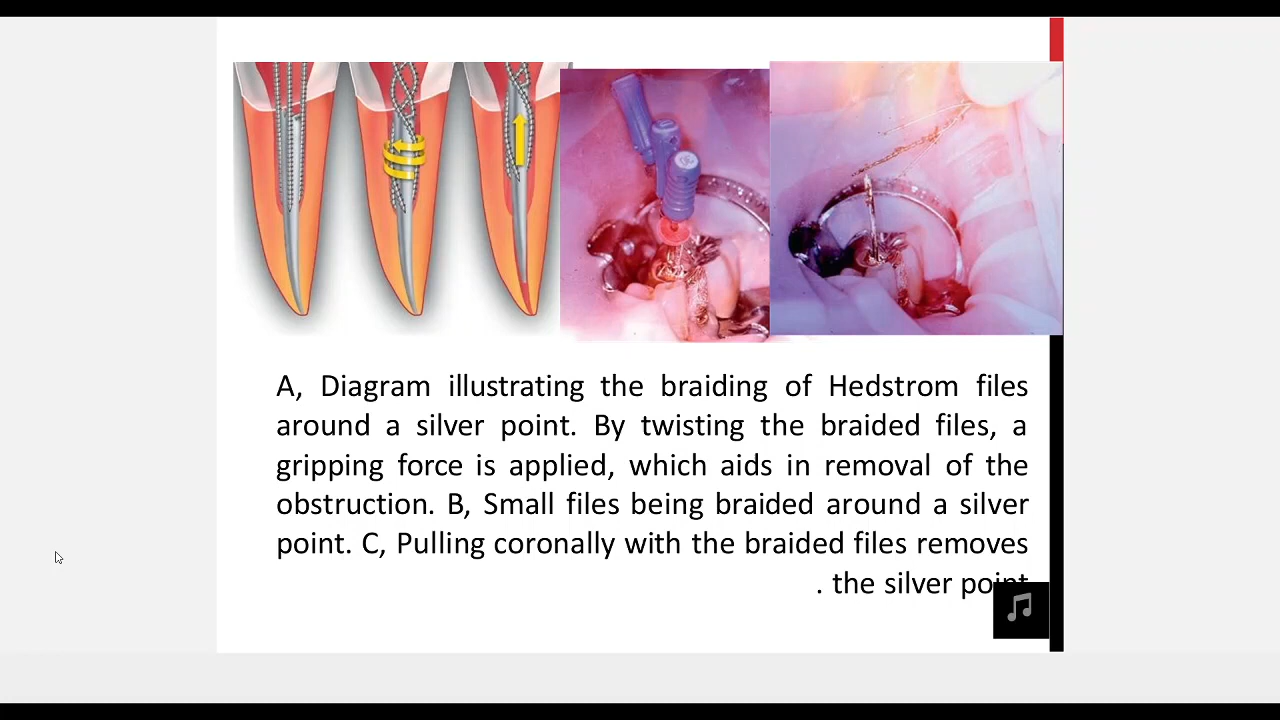 A, Diagram illustrating the braiding of Hedstrom files
around a silver point. By twisting the braided files, a
gripping force is applied, which aids in removal of the
obstruction. B, Small files being braided around a silver
point. C, Pulling coronally with the braided files removes
. the silver point